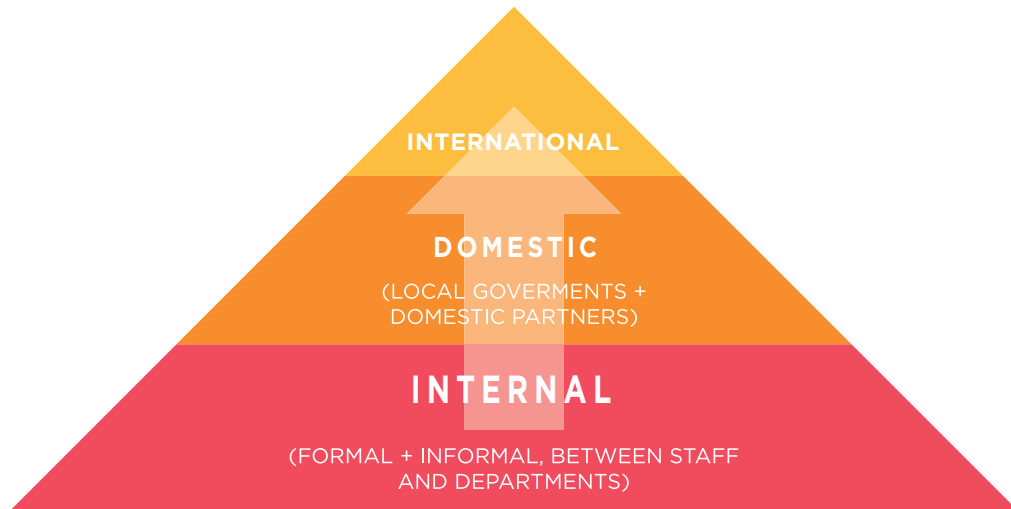 INTERNATIONAL
DOMESTIC
(LOCAL GOVERMENTS +
DOMESTIC PARTNERS)
INTERNAL
(FORMAL + INFORMAL, BETWEEN STAFF
AND DEPARTMENTS)